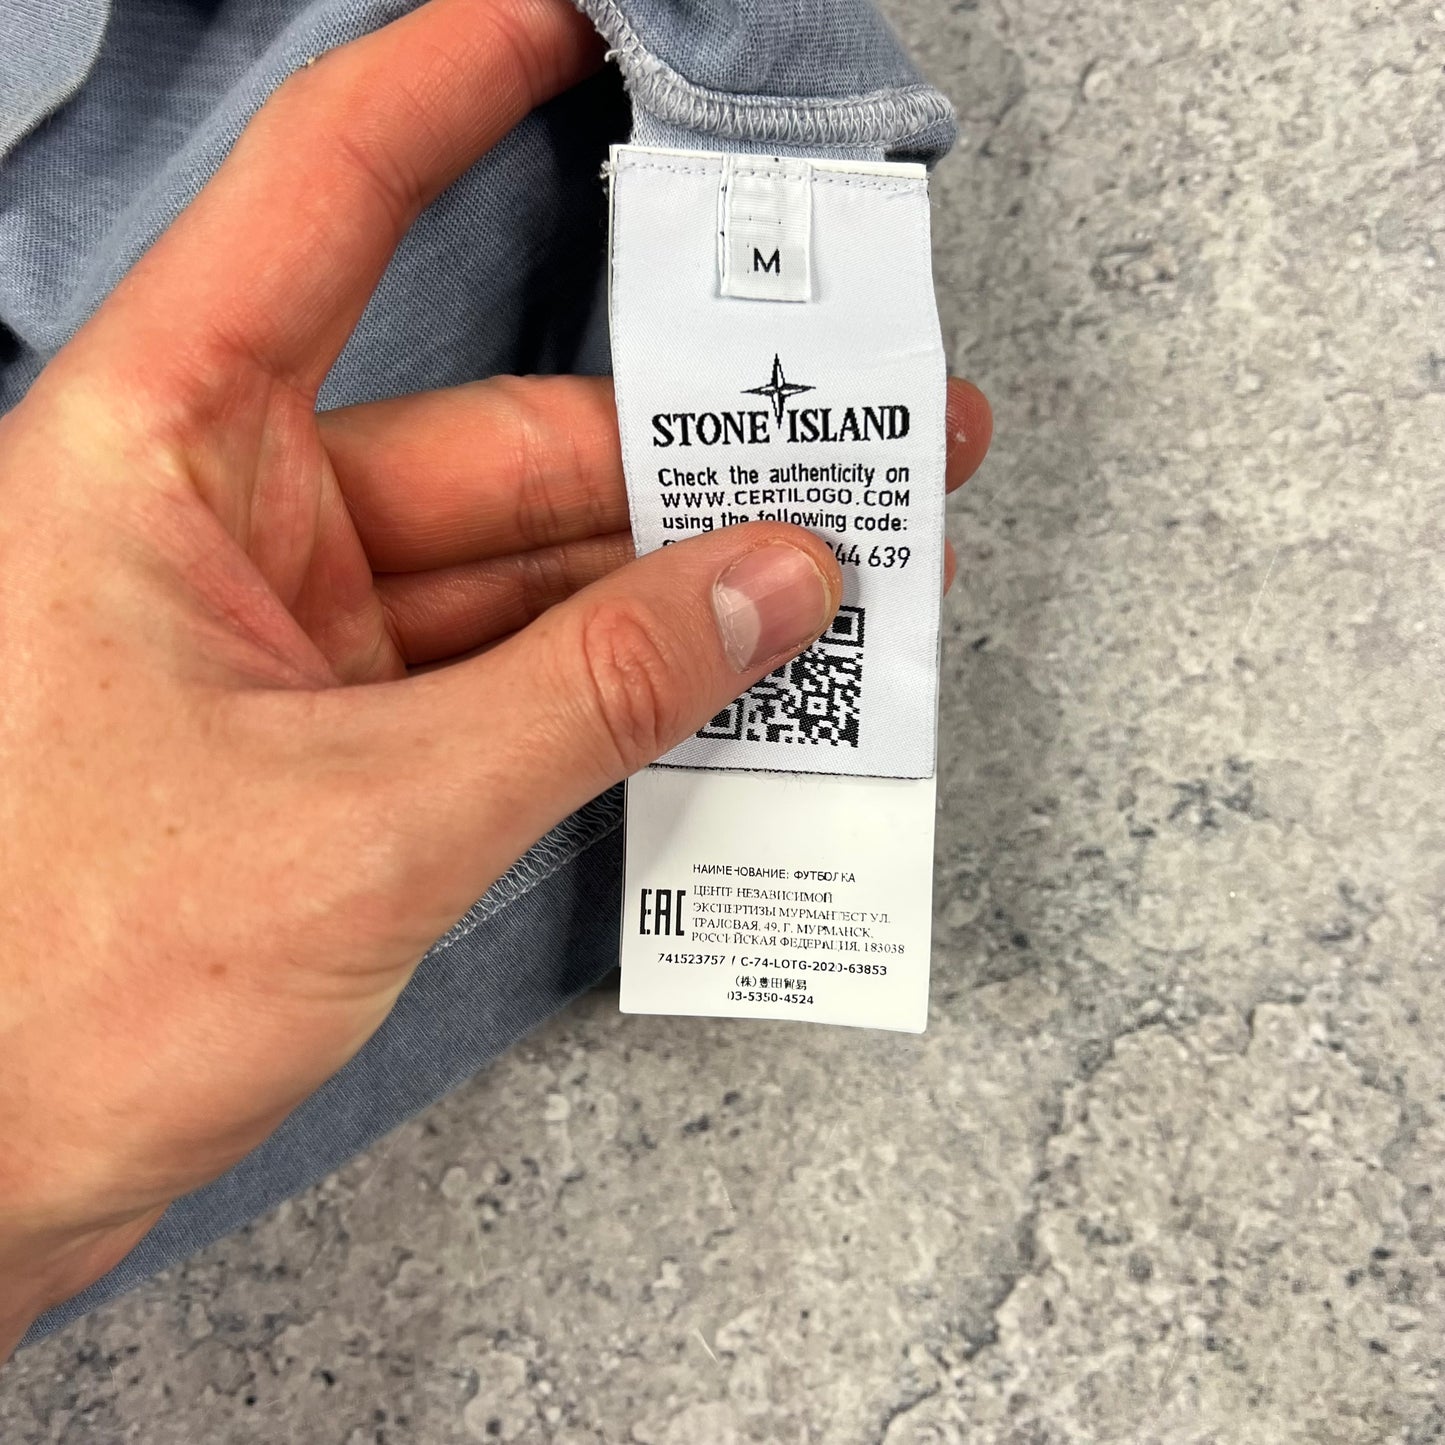 M
STONE ISLAND
Check the authenticity on
WWW.CERTILOGO.COM
using the following code:
44 639
НАИМЕНОВАНИЕ: ФУТБОЛКА
EAC
ЦЕНТР НЕЗАВИСИМОЙ
ЭКСПЕРТИЗЫ МУРМАНТЕСТ УЛ.
ТРАЛОВАЯ, 49, Г. МУРМАНСК,
РОССИЙСКАЯ ФЕДЕРАЦИЯ, 183038
741523757 / C-74-LOTG-2020-63853
(株)豊田貿易
03-5350-4524